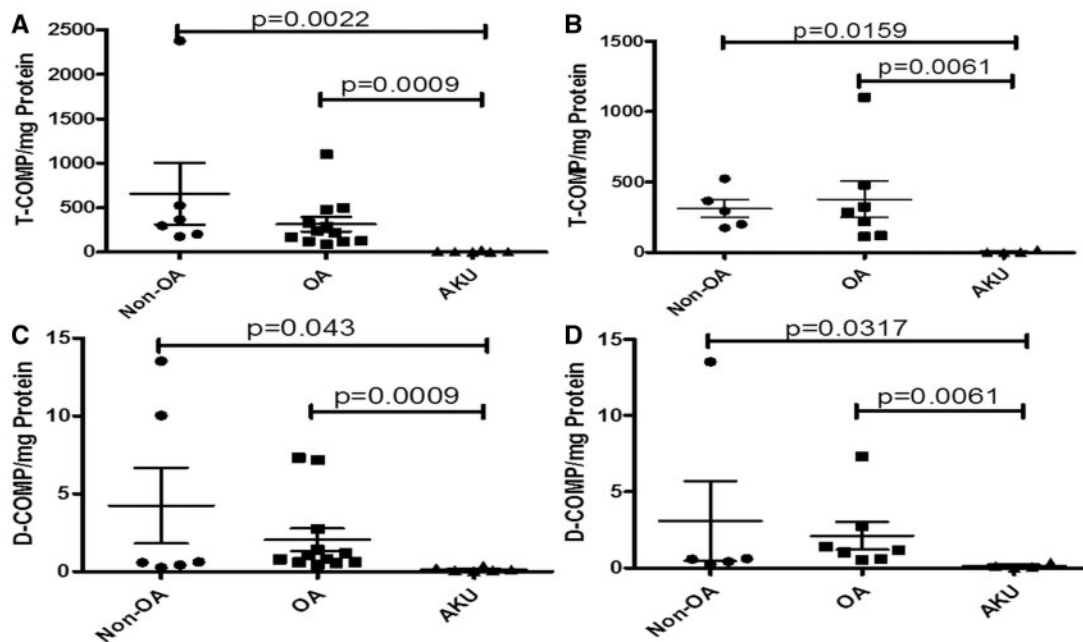 A
p=0.0022
p=0.0009
T-COMP/mg Protein
2500
2000
1500
1000
500
0
Non-OA
OA
AKU
B
p=0.0159
p=0.0061
T-COMP/mg Protein
1500
1000
500
0
Non-OA
OA
AKU
C
p=0.043
p=0.0009
D-COMP/mg Protein
15
10
5
0
Non-OA
OA
AKU
D
p=0.0317
p=0.0061
D-COMP/mg Protein
15
10
5
0
Non-OA
OA
AKU